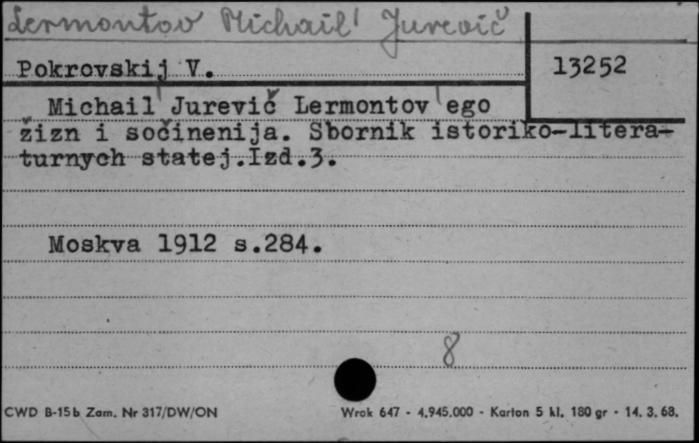 Lermontov Michail' Jurevič
Pokrovskij V.
13252
Michail' Jurevič Lermontov ego
žizn i sočinenija. Sbornik istoriko-litera-
turnych statej.Izd.3.
Moskva 1912 s.284.
8
CWD B-15b Zam. Nr 317/DW/ON
Wrok 647 - 4.945.000 - Karton 5 kl. 180 gr - 14. 3. 68.